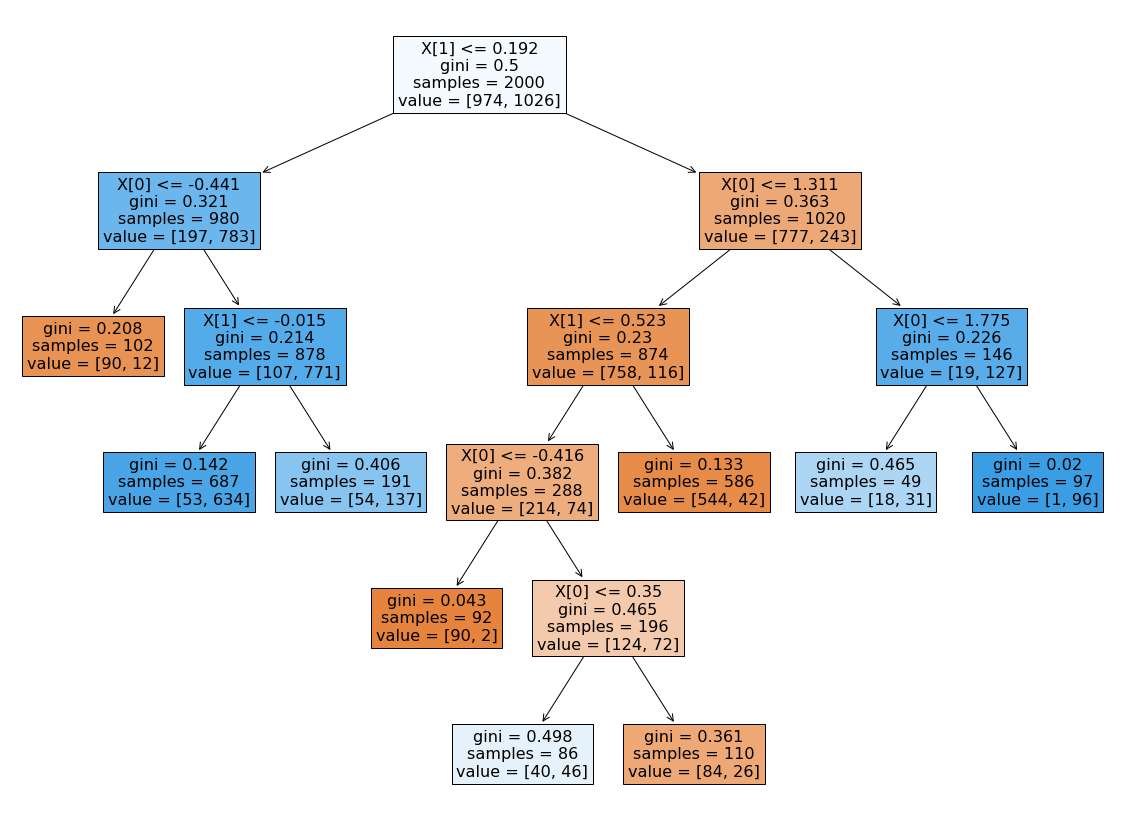 X[1] <= 0.192
gini = 0.5
samples = 2000
value = [974, 1026]
X[0] <= -0.441
gini = 0.321
samples = 980
value = [197, 783]
X[0] <= 1.311
gini = 0.363
samples = 1020
value = [777, 243]
gini = 0.208
samples = 102
value = [90, 12]
X[1] <= -0.015
gini = 0.214
samples = 878
value = [107, 771]
X[1] <= 0.523
gini = 0.23
samples = 874
value = [758, 116]
X[0] <= 1.775
gini = 0.226
samples = 146
value = [19, 127]
gini = 0.142
samples = 687
value = [53, 634]
gini = 0.406
samples = 191
value = [54, 137]
X[0] <= -0.416
gini = 0.382
samples = 288
value = [214, 74]
gini = 0.133
samples = 586
value = [544, 42]
gini = 0.465
samples = 49
value = [18, 31]
gini = 0.02
samples = 97
value = [1, 96]
gini = 0.043
samples = 92
value = [90, 2]
X[0] <= 0.35
gini = 0.465
samples = 196
value = [124, 72]
gini = 0.498
samples = 86
value = [40, 46]
gini = 0.361
samples = 110
value = [84, 26]